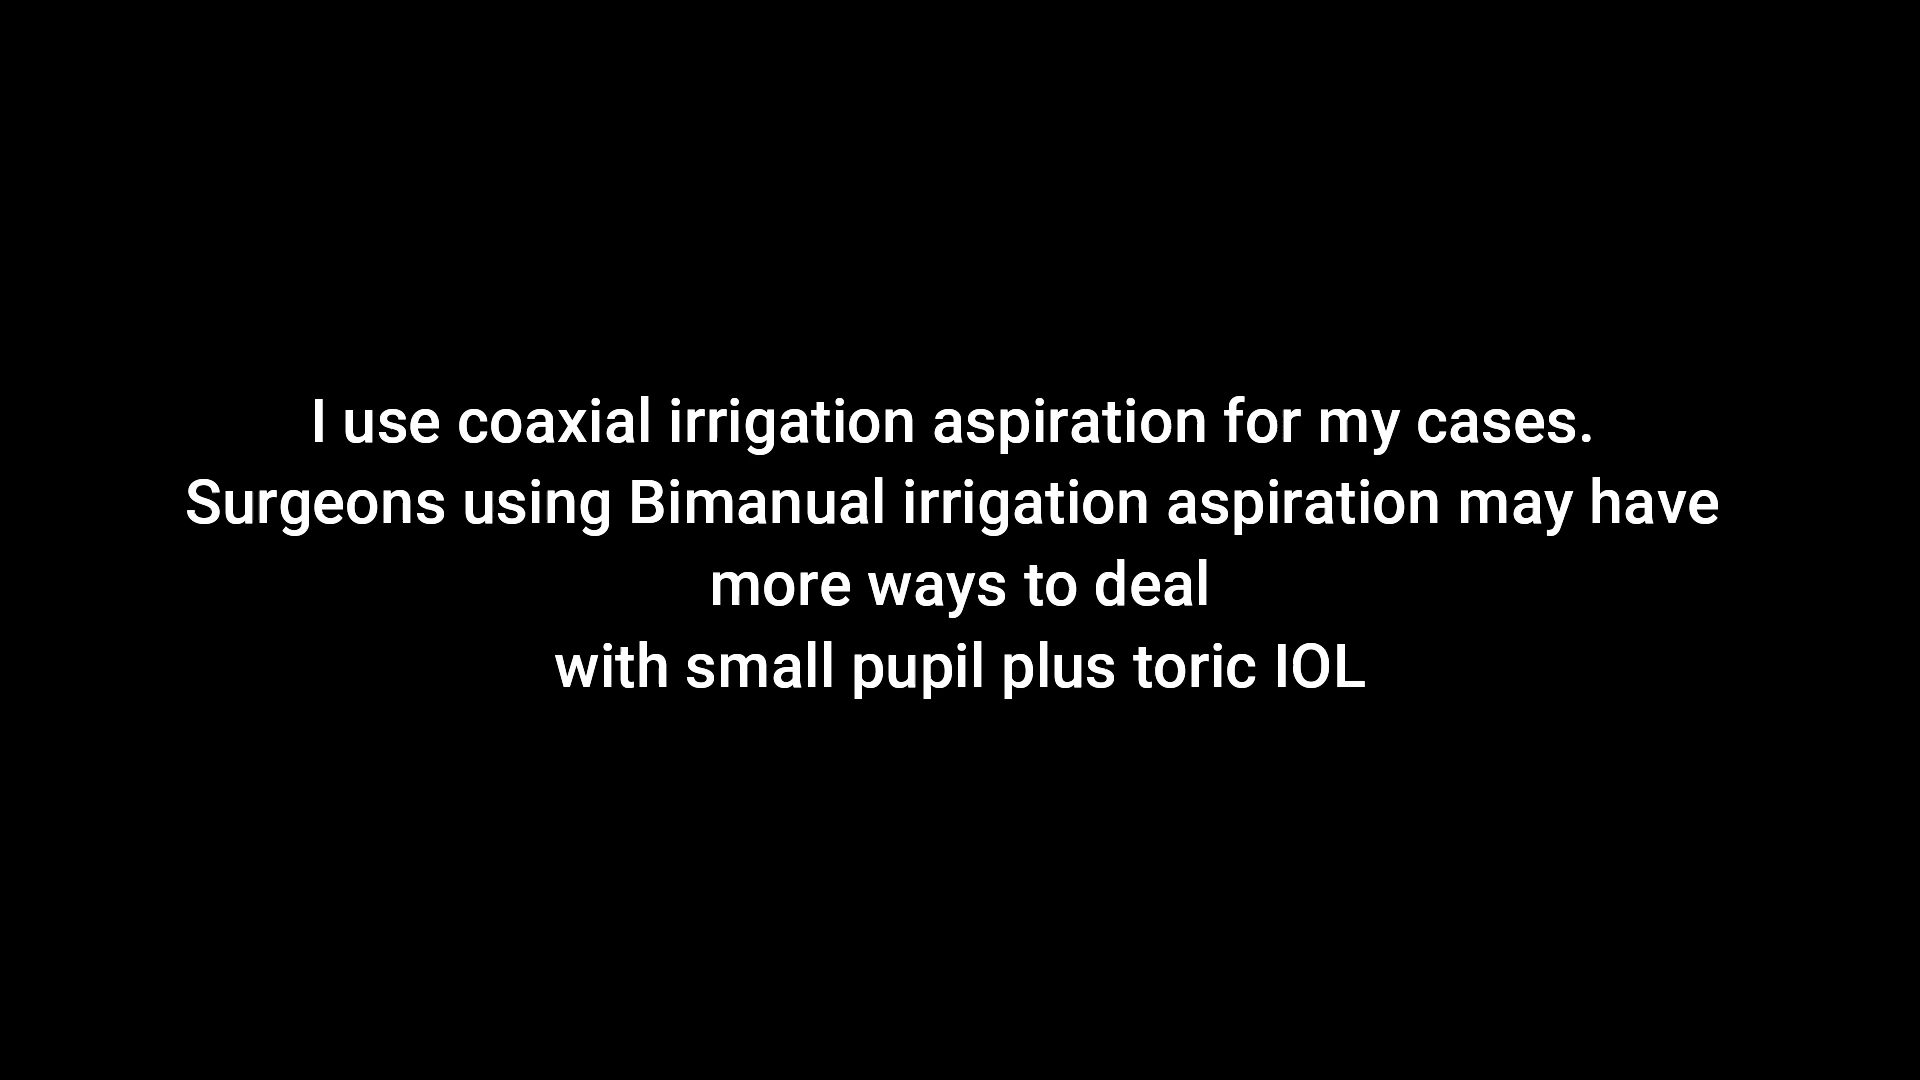 I use coaxial irrigation aspiration for my cases.
Surgeons using Bimanual irrigation aspiration may have
more ways to deal
with small pupil plus toric IOL